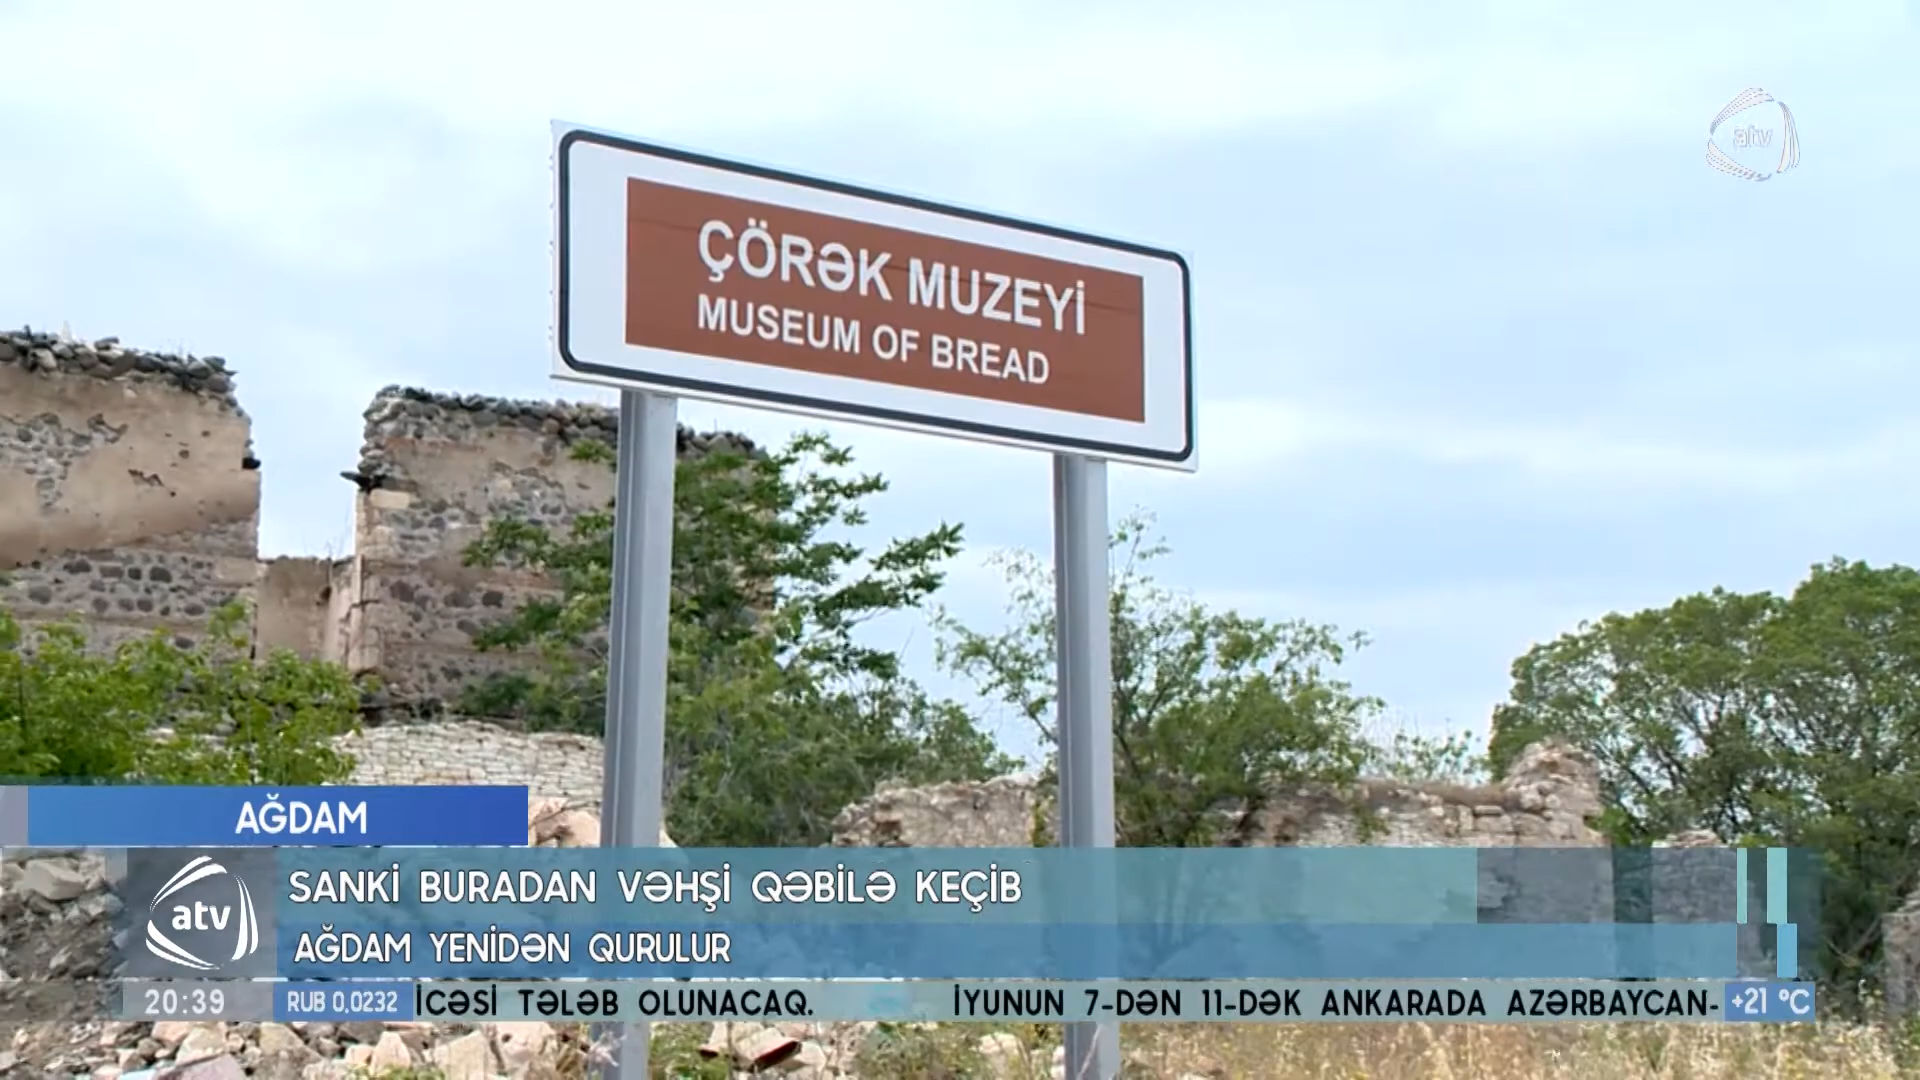 atv
ÇÖRƏK MUZEYİ
MUSEUM OF BREAD
AĞDAM
atv
SANKİ BURADAN VƏHŞİ QƏBİLƏ KEÇİB
AĞDAM YENİDƏN QURULUR
20:39 RUB 0,0232 İCƏSİ TƏLƏB OLUNACAQ. İYUNUN 7-DƏN 11-DƏK ANKARADA AZƏRBAYCAN- +21 °C